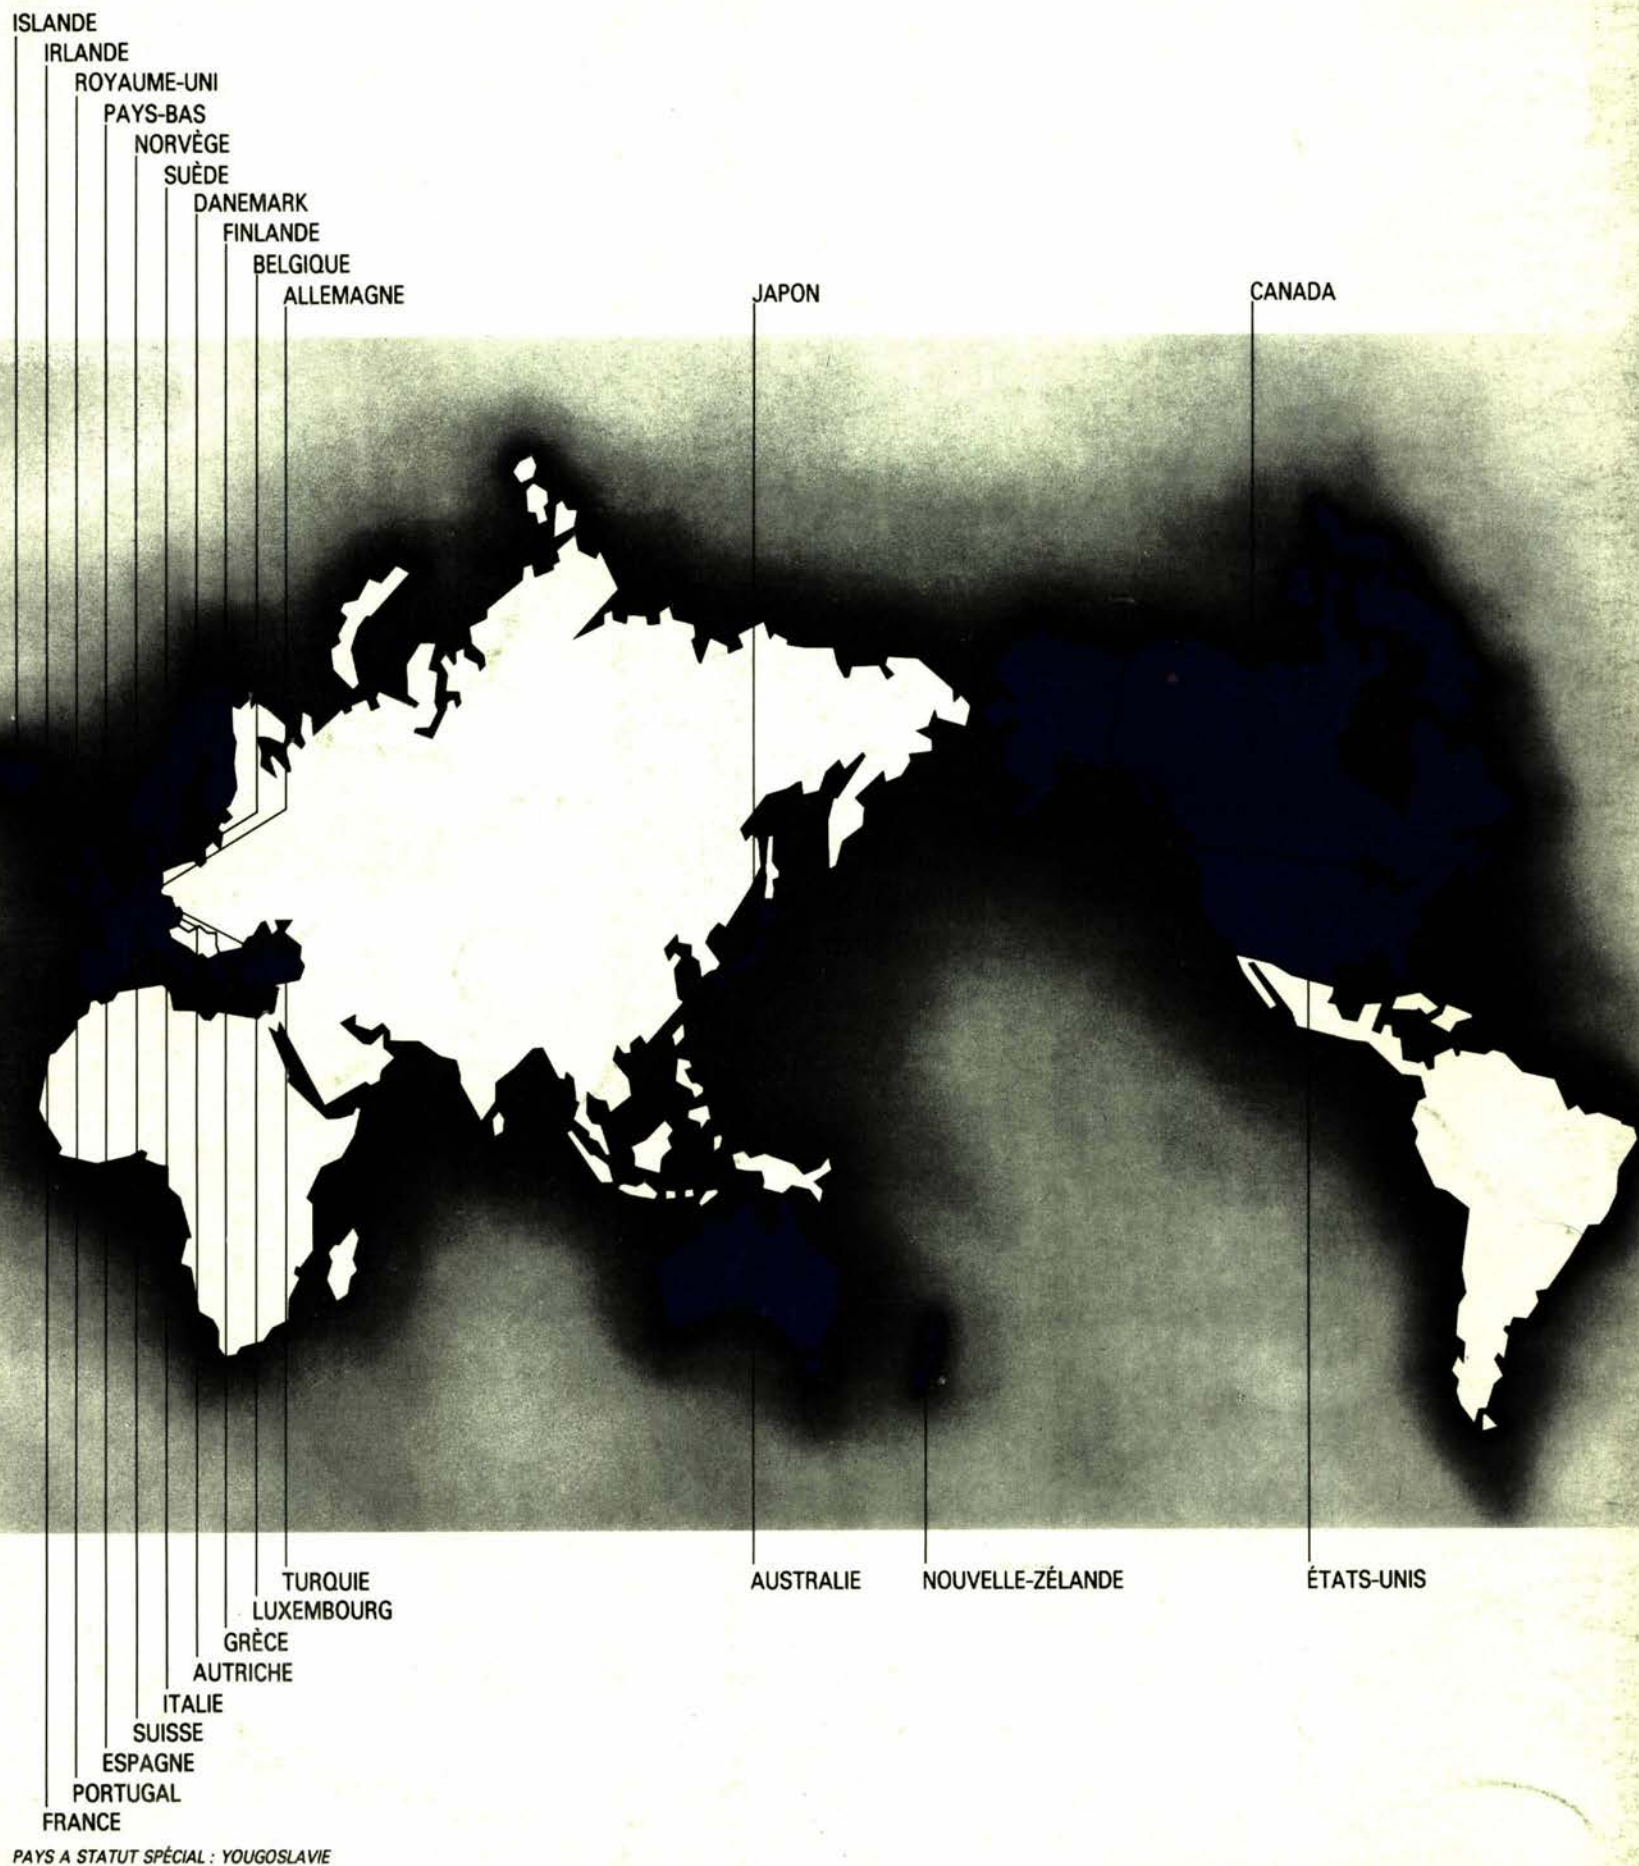 ISLANDE
IRLANDE
ROYAUME-UNI
PAYS-BAS
NORVÈGE
SUÈDE
DANEMARK
FINLANDE
BELGIQUE
ALLEMAGNE
JAPON
CANADA
TURQUIE
AUSTRALIE
NOUVELLE-ZÉLANDE
ÉTATS-UNIS
LUXEMBOURG
GRÈCE
AUTRICHE
ITALIE
SUISSE
ESPAGNE
PORTUGAL
FRANCE
PAYS A STATUT SPÉCIAL : YOUGOSLAVIE